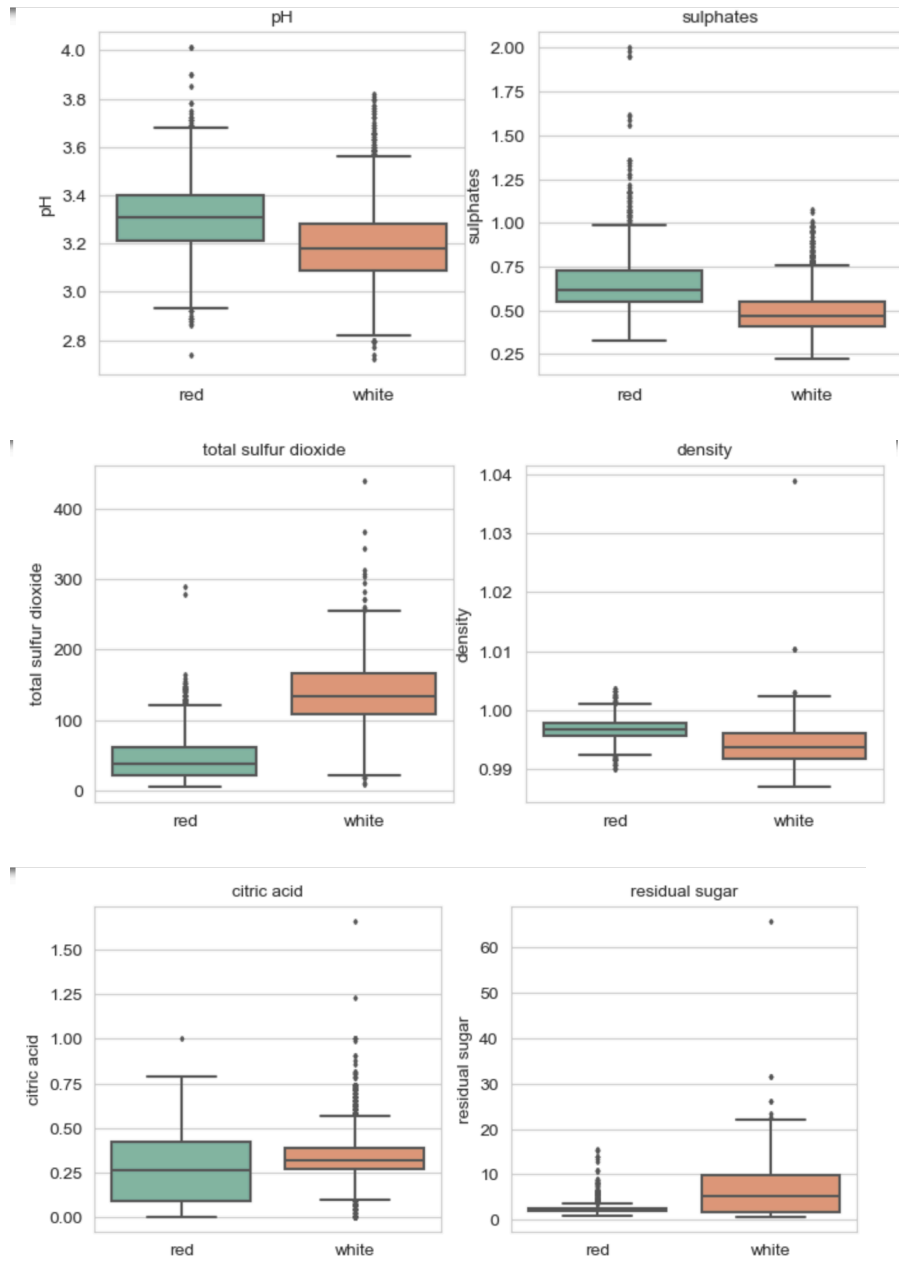 pH
sulphates
4.0
3.8
3.6
3.4
3.2
3.0
2.8
pH
red
white
2.00
1.75
1.50
1.25
1.00
0.75
0.50
0.25
sulphates
red
white
total sulfur dioxide
density
400
300
200
100
0
total sulfur dioxide
red
white
1.04
1.03
1.02
1.01
1.00
0.99
density
red
white
citric acid
residual sugar
1.50
1.25
1.00
0.75
0.50
0.25
0.00
citric acid
red
white
60
50
40
30
20
10
0
residual sugar
red
white